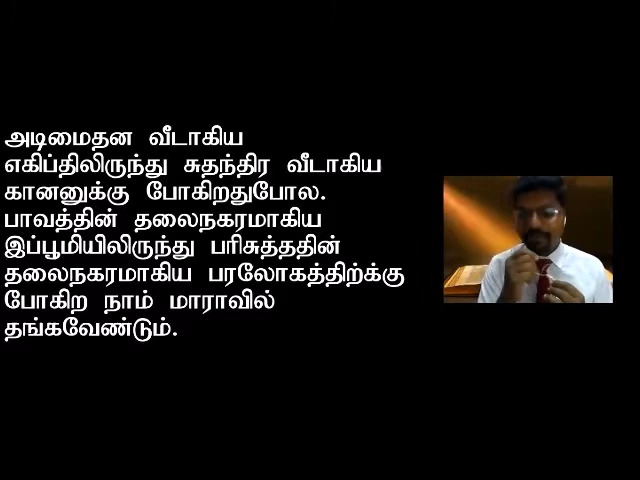 அடிமைதன வீடாகிய
எகிப்திலிருந்து சுதந்திர வீடாகிய
கானனுக்கு போகிறதுபோல.
பாவத்தின் தலைநகரமாகிய
இப்பூமியிலிருந்து பரிசுத்ததின்
தலைநகரமாகிய பரலோகத்திற்க்கு
போகிற நாம் மாராவில்
தங்கவேண்டும்.